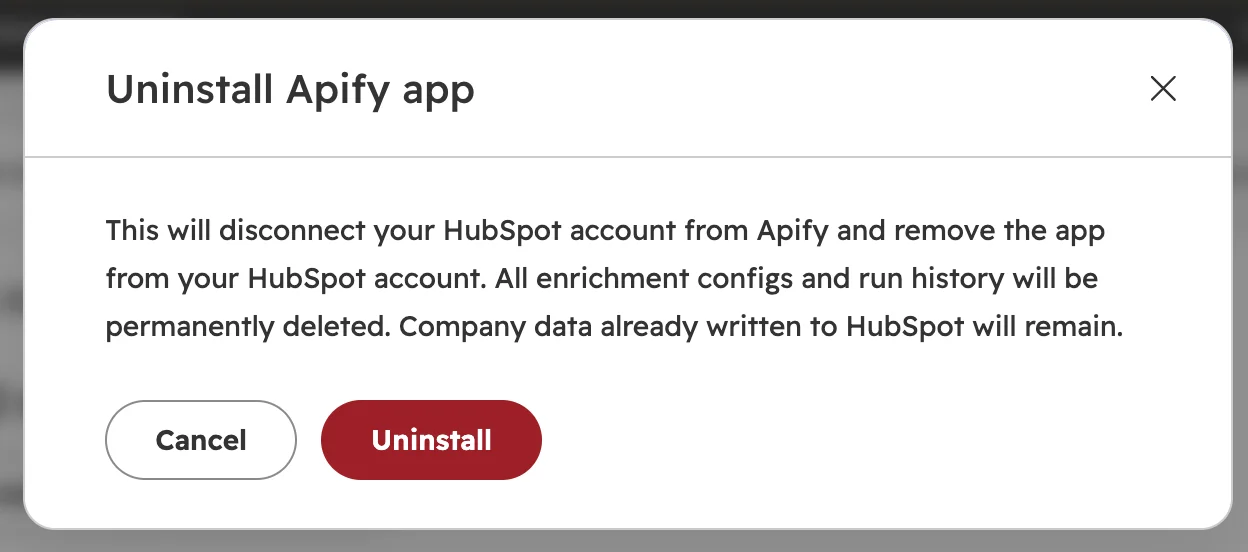 Uninstall Apify app
This will disconnect your HubSpot account from Apify and remove the app
from your HubSpot account. All enrichment configs and run history will be
permanently deleted. Company data already written to HubSpot will remain.
Cancel
Uninstall